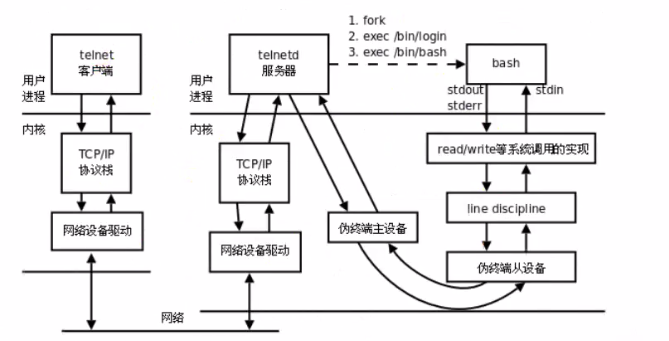 telnet
客户端
用户
进程
内核
TCP/IP
协议栈
网络设备驱动
telnetd
服务器
用户
进程
内核
TCP/IP
协议栈
网络设备驱动
网络
1. fork
2. exec /bin/login
3. exec /bin/bash
bash
stdout
stderr
stdin
read/write等系统调用的实现
line discipline
伪终端主设备
伪终端从设备